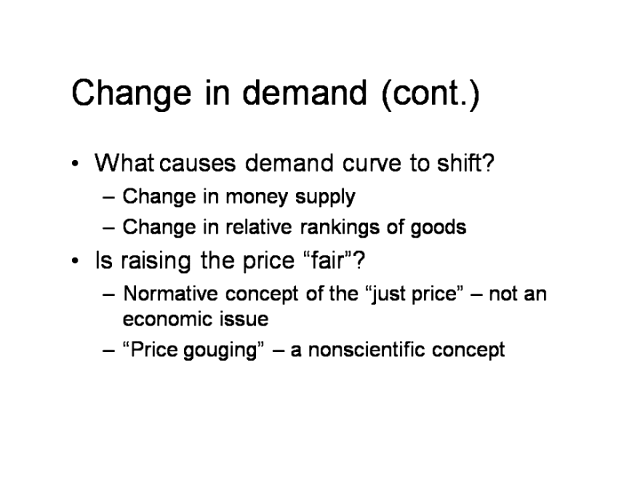 Change in demand (cont.)
• What causes demand curve to shift?
– Change in money supply
– Change in relative rankings of goods
• Is raising the price “fair”?
– Normative concept of the “just price” – not an
economic issue
– “Price gouging” – a nonscientific concept